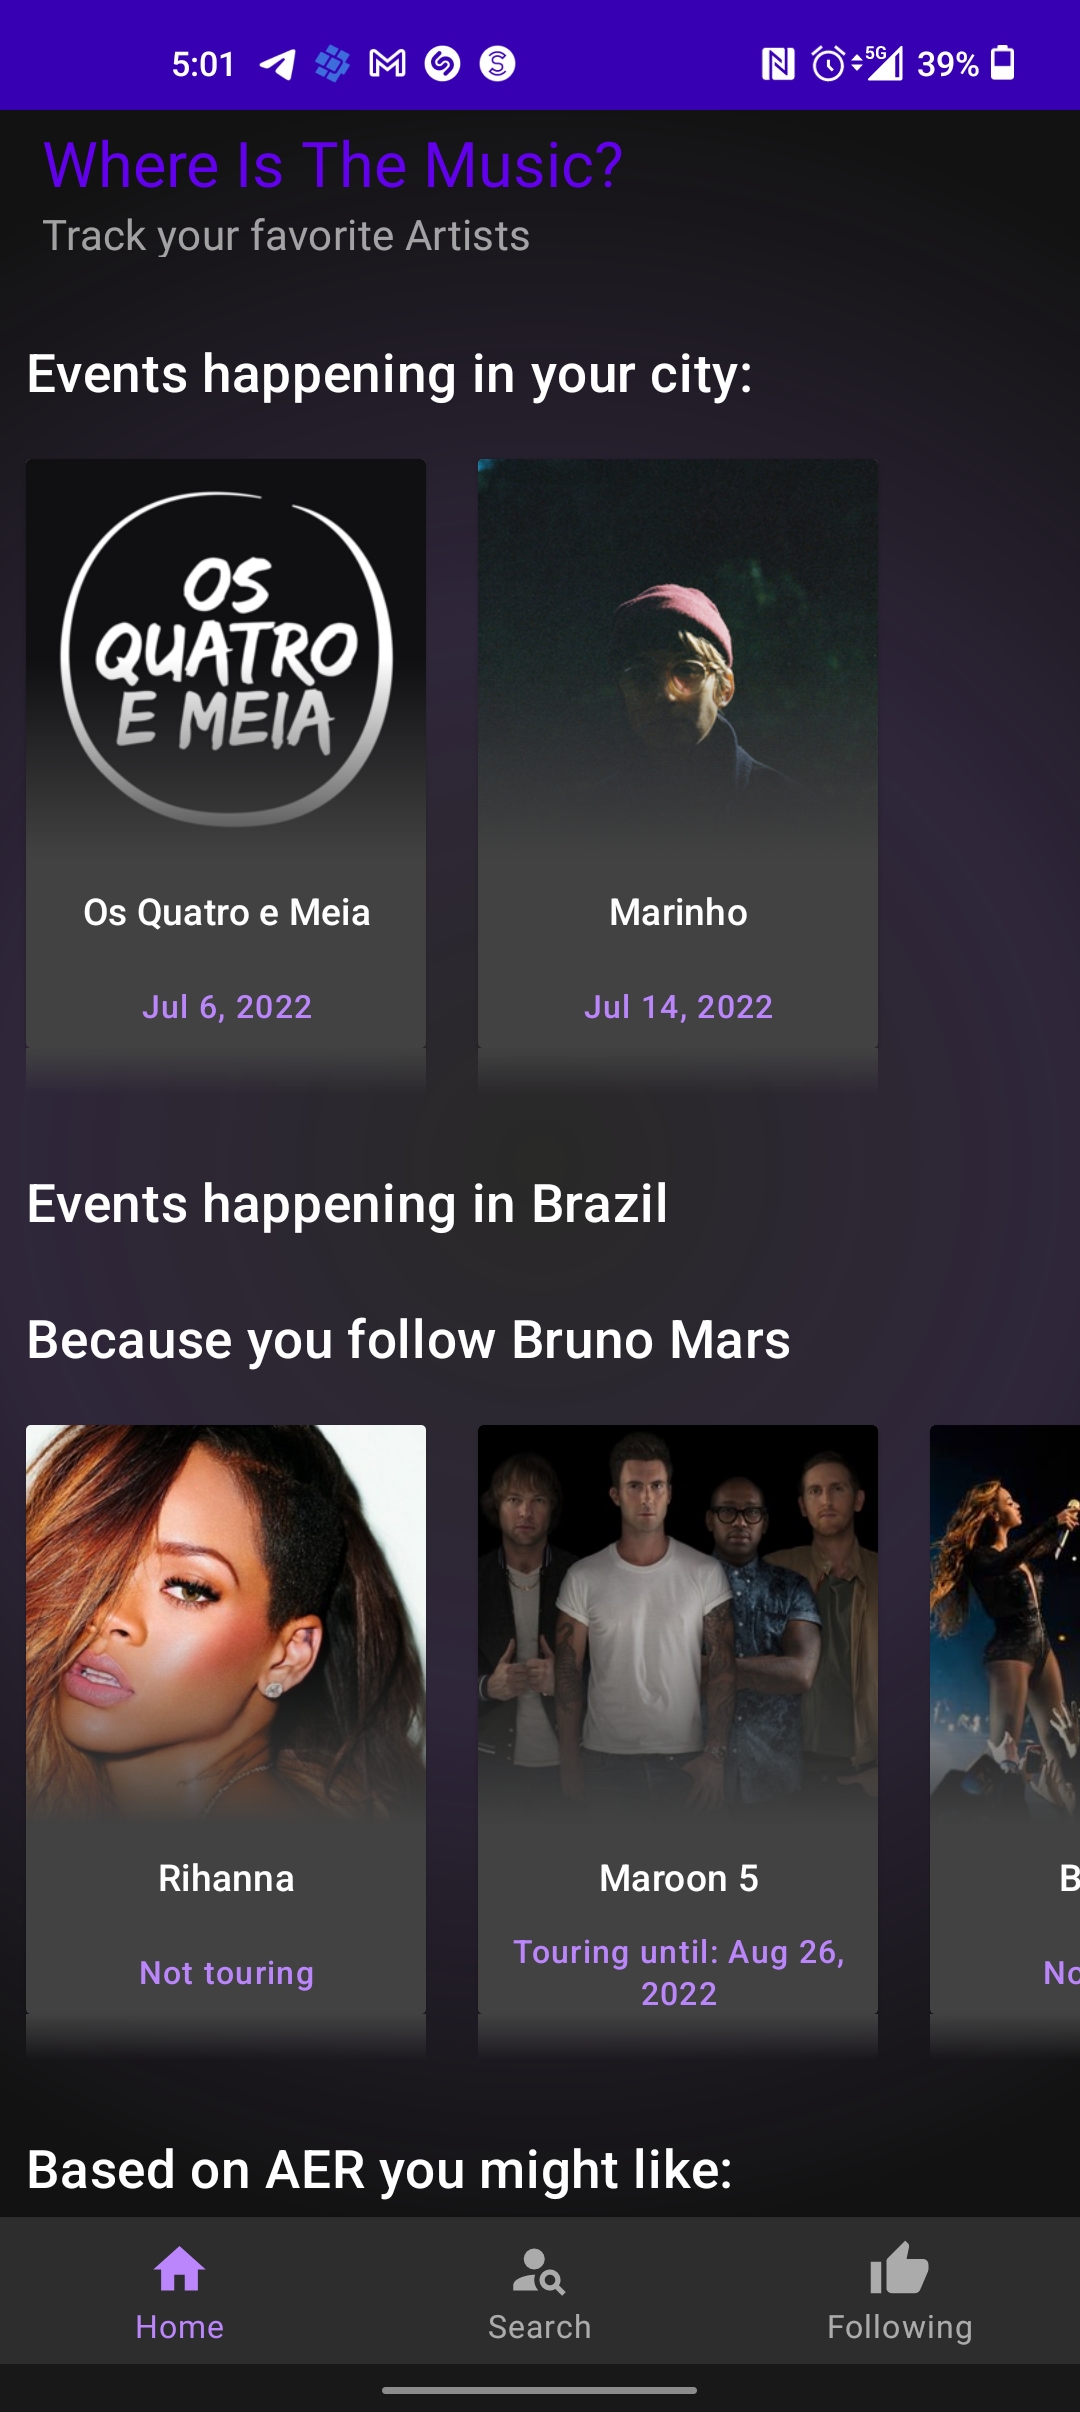 5:01
5G
39%
Where Is The Music?
Track your favorite Artists
Events happening in your city:
OS
QUATRO
E MEIA
Os Quatro e Meia
Marinho
Jul 6, 2022
Jul 14, 2022
Events happening in Brazil
Because you follow Bruno Mars
Rihanna
Maroon 5
B
Not touring
Touring until: Aug 26,
2022
No
Based on AER you might like:
Home
Search
Following